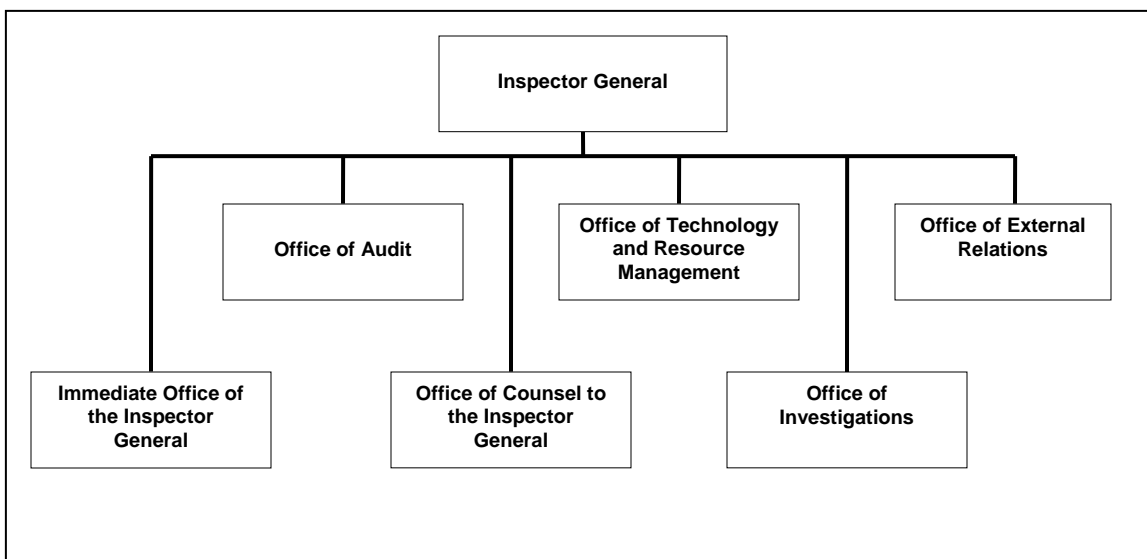 Inspector General
Office of Audit
Office of Technology
and Resource
Management
Office of External
Relations
Immediate Office of
the Inspector
General
Office of Counsel to
the Inspector
General
Office of
Investigations